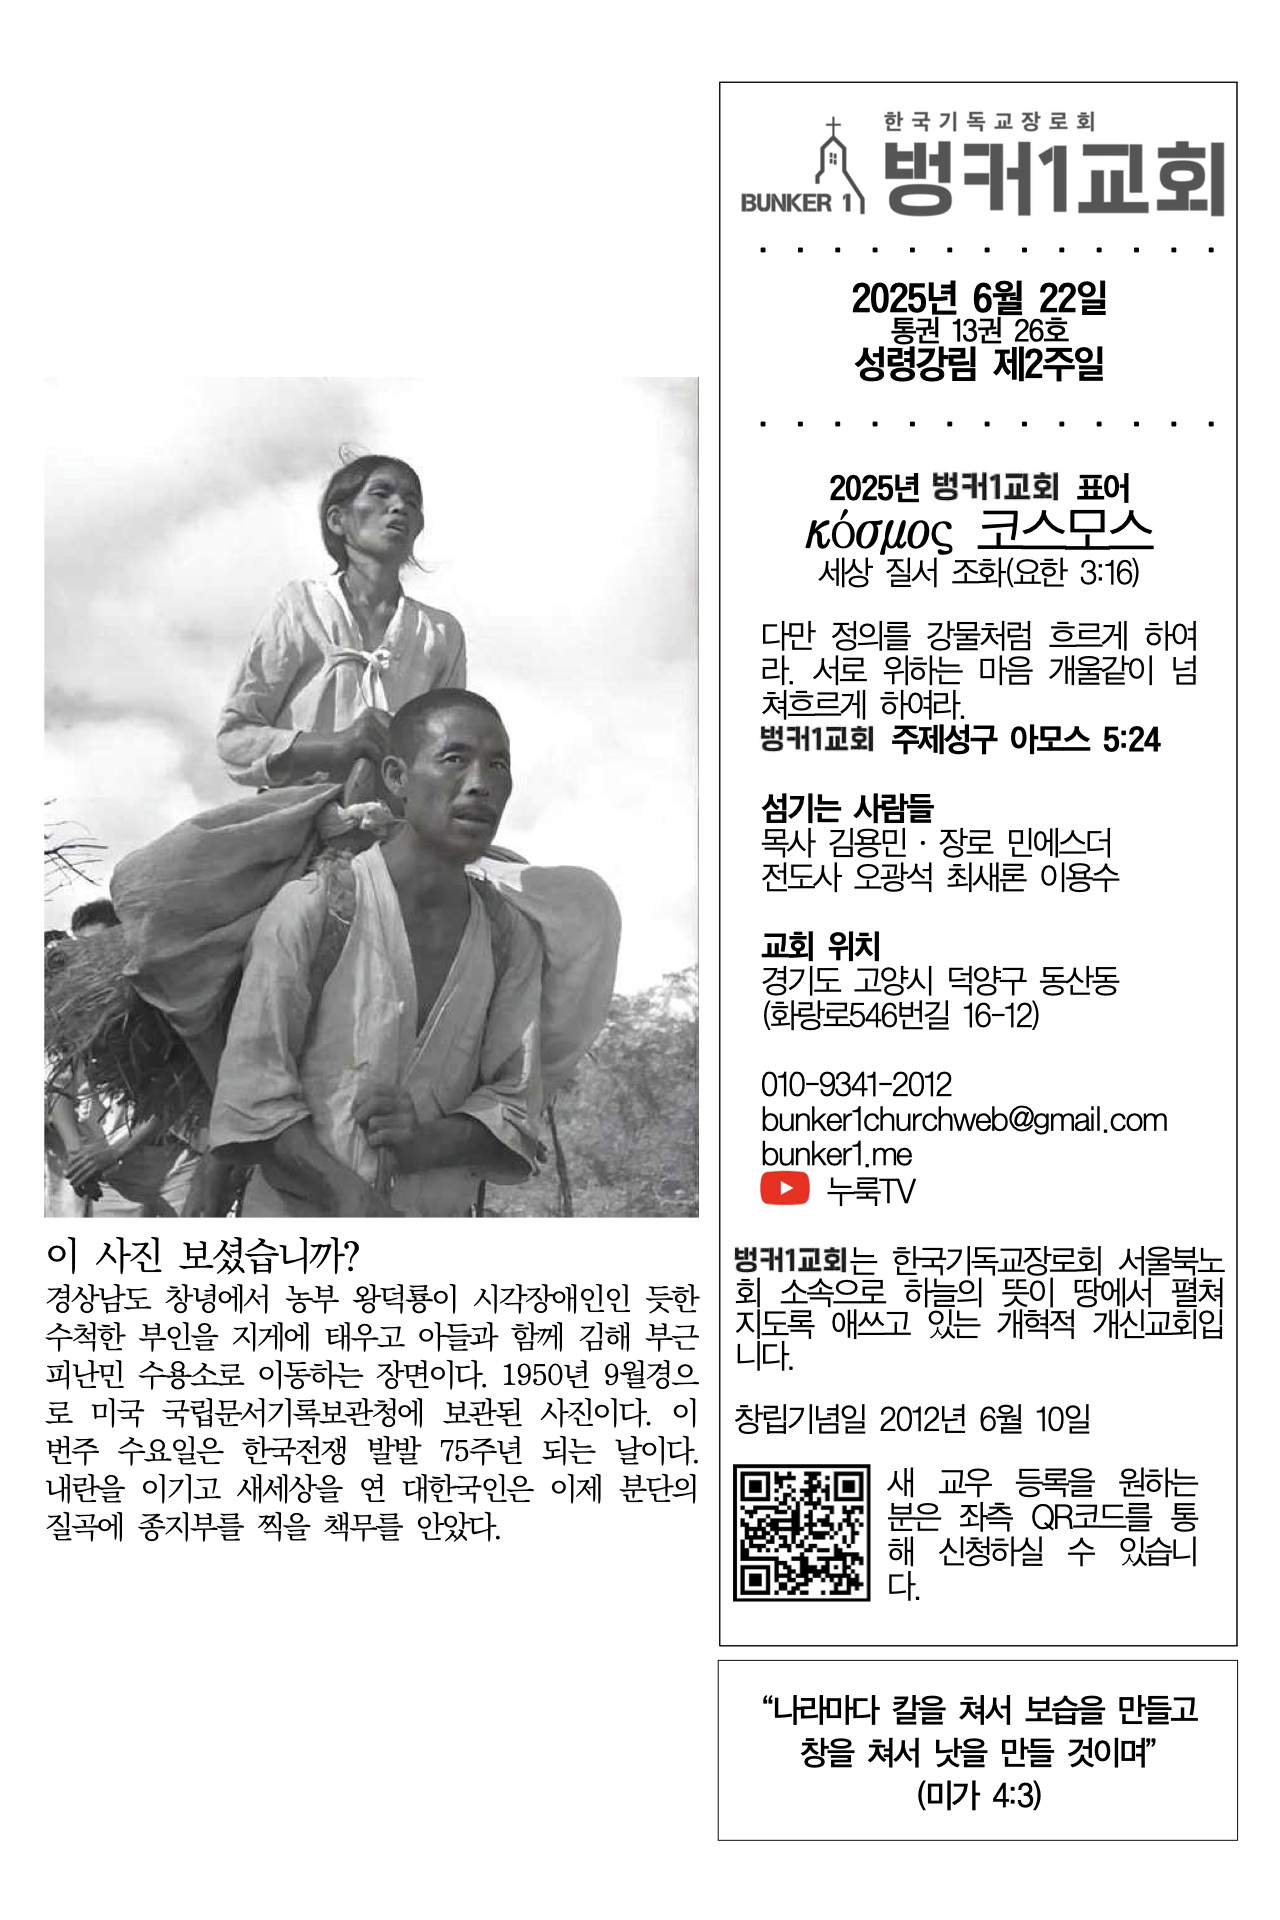 한국기독교장로회
BUNKER 1
벙커1교회
2025년 6월 22일
통권 13권 26호
성령강림 제2주일
2025년 벙커1교회 표어
κόσμος 코스모스
세상 질서 조화(요한 3:16)
다만 정의를 강물처럼 흐르게 하여
라. 서로 위하는 마음 개울같이 넘
쳐흐르게 하여라.
벙커1교회 주제성구 아모스 5:24
섬기는 사람들
목사 김용민 · 장로 민에스더
전도사 오광석 최새론 이용수
교회 위치
경기도 고양시 덕양구 동산동
(화랑로546번길 16-12)
010-9341-2012
bunker1churchweb@gmail.com
bunker1.me
누룩TV
벙커1교회는 한국기독교장로회 서울북노
회 소속으로 하늘의 뜻이 땅에서 펼쳐
지도록 애쓰고 있는 개혁적 개신교회입
니다.
창립기념일 2012년 6월 10일
새 교우 등록을 원하는
분은 좌측 QR코드를 통
해 신청하실 수 있습니
다.
“나라마다 칼을 쳐서 보습을 만들고
창을 쳐서 낫을 만들 것이며”
(미가 4:3)
이 사진 보셨습니까?
경상남도 창녕에서 농부 왕덕룡이 시각장애인인 듯한
수척한 부인을 지게에 태우고 아들과 함께 김해 부근
피난민 수용소로 이동하는 장면이다. 1950년 9월경으
로 미국 국립문서기록보관청에 보관된 사진이다. 이
번주 수요일은 한국전쟁 발발 75주년 되는 날이다.
내란을 이기고 새세상을 연 대한국인은 이제 분단의
질곡에 종지부를 찍을 책무를 안았다.